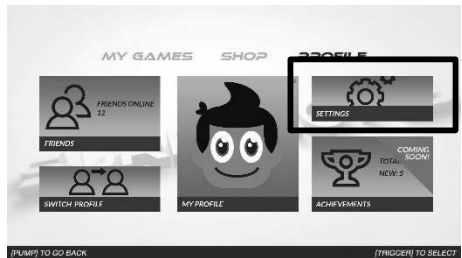 MY GAMES SHOP PROFILE
FRIENDS ONLINE
12
FRIENDS
SETTINGS
COMING
SOON!
TOTAL:
NEW: 5
SWITCH PROFILE
MY PROFILE
ACHIEVEMENTS
[PUMP] TO GO BACK
[TRIGGER] TO SELECT